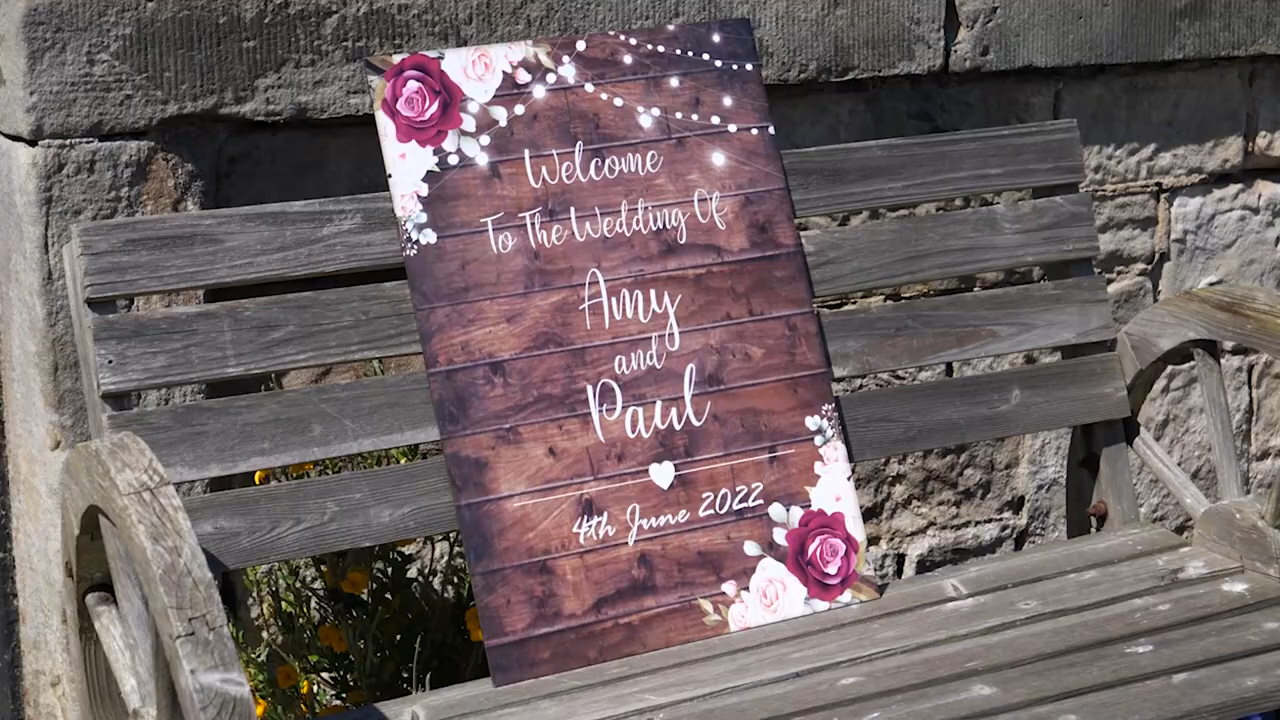 Welcome
To The Wedding Of
Amy
and
Paul
4th June 2022